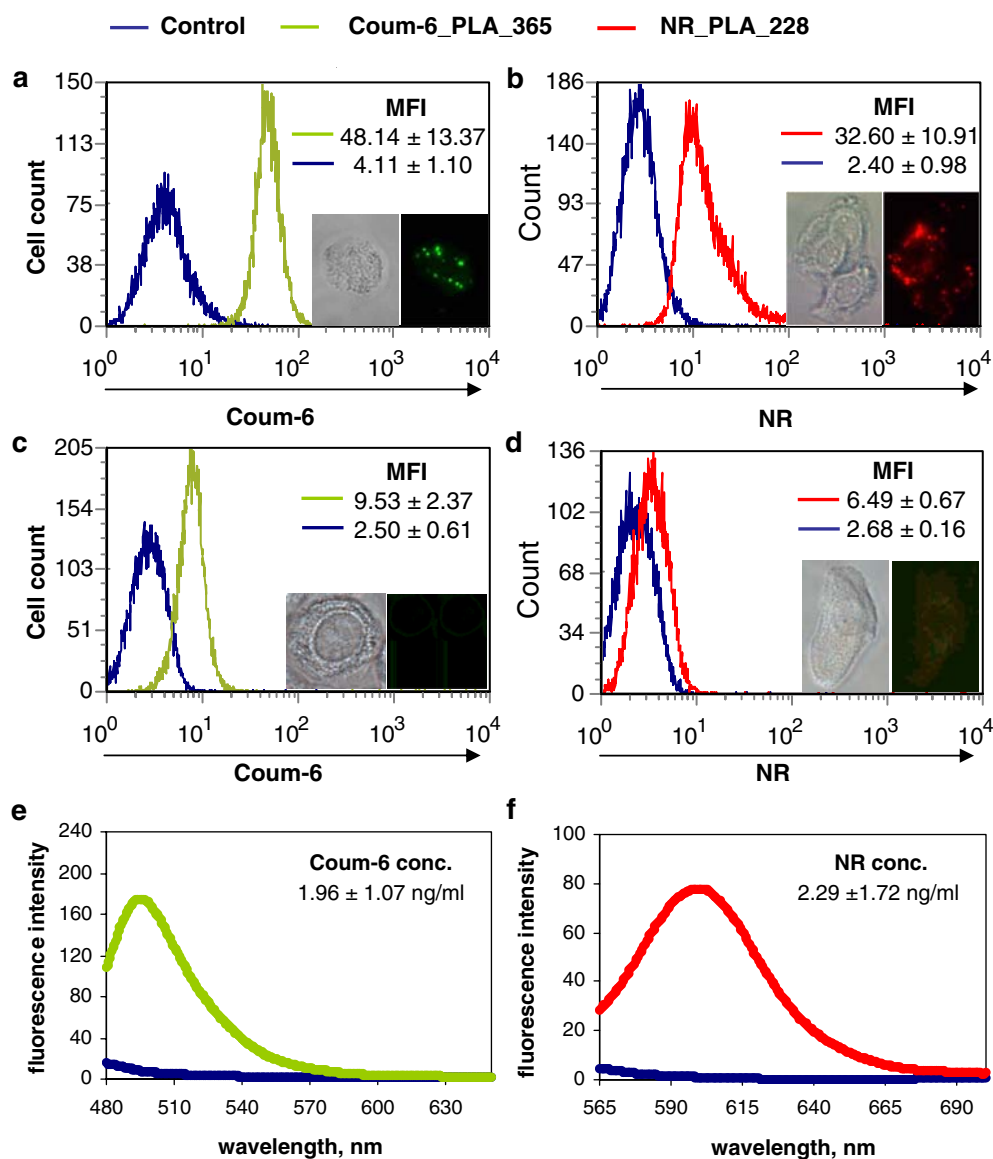 Control Coum-6_PLA_365 NR_PLA_228
a
150
113
75
38
0
Cell count
MFI
48.14 ± 13.37
4.11 ± 1.10
10⁰ 10¹ 10² 10³ 10⁴
Coum-6
b
186
140
93
47
0
Count
MFI
32.60 ± 10.91
2.40 ± 0.98
10⁰ 10¹ 10² 10³ 10⁴
NR
c
205
154
103
51
0
Cell count
MFI
9.53 ± 2.37
2.50 ± 0.61
10⁰ 10¹ 10² 10³ 10⁴
Coum-6
d
136
102
68
34
0
Count
MFI
6.49 ± 0.67
2.68 ± 0.16
10⁰ 10¹ 10² 10³ 10⁴
NR
e
240
200
160
120
80
40
0
fluorescence intensity
Coum-6 conc.
1.96 ± 1.07 ng/ml
480 510 540 570 600 630
wavelength, nm
f
100
80
60
40
20
0
fluorescence intensity
NR conc.
2.29 ±1.72 ng/ml
565 590 615 640 665 690
wavelength, nm